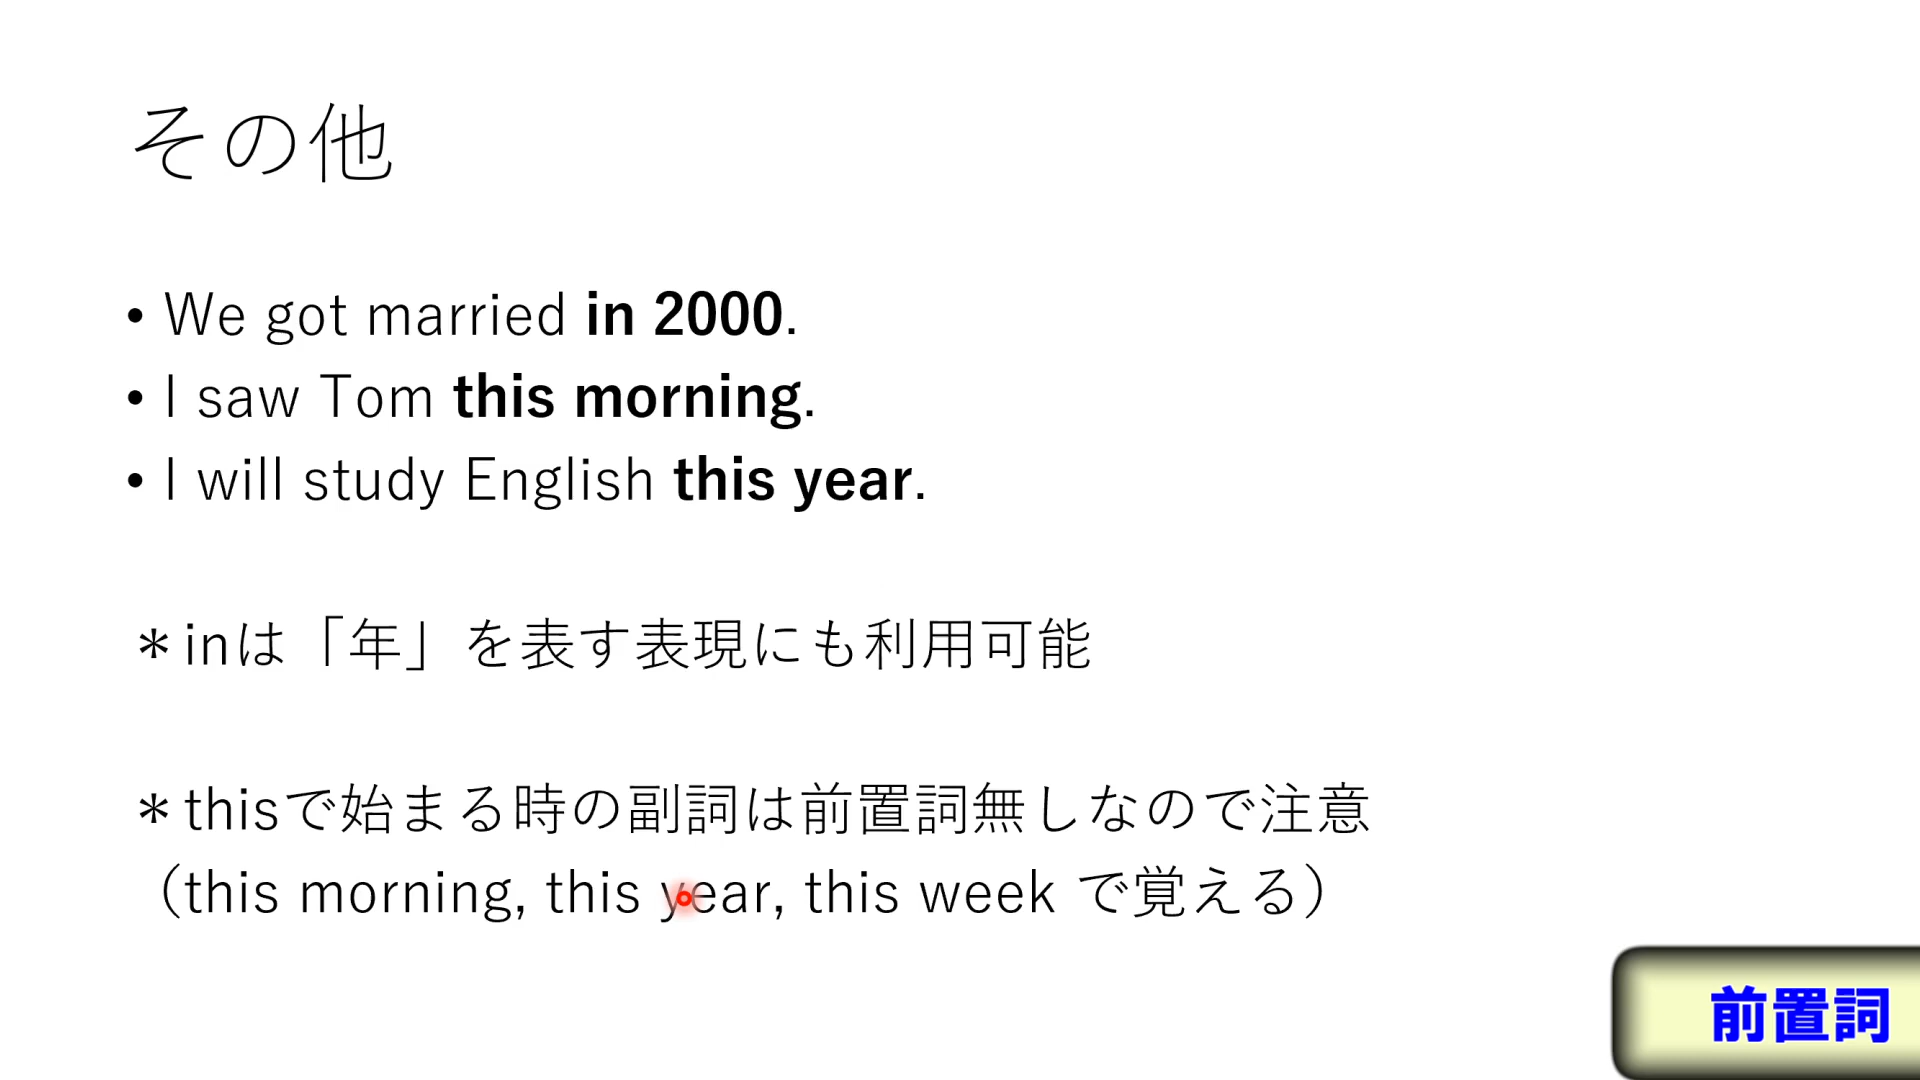 その他
• We got married in 2000.
• I saw Tom this morning.
• I will study English this year.
＊inは「年」を表す表現にも利用可能
＊thisで始まる時の副詞は前置詞無しなので注意
（this morning, this year, this week で覚える）
前置詞